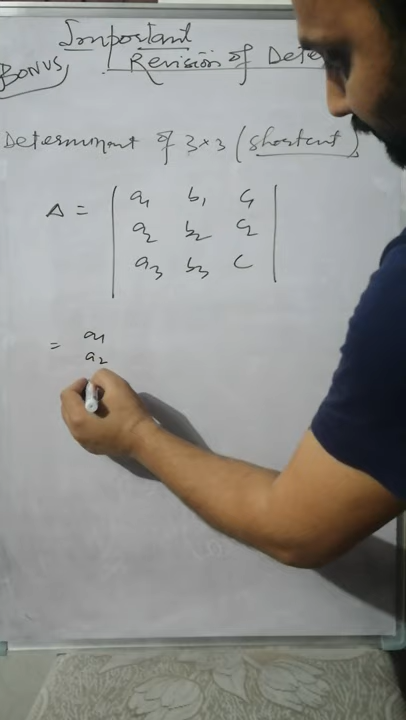 Important
BONUS Revision of Dete
Determinant of 3×3 (Shortcut)
Δ = | a₁ b₁ c₁ |
| a₂ b₂ c₂ |
| a₃ b₃ c |
= a₁
a₂